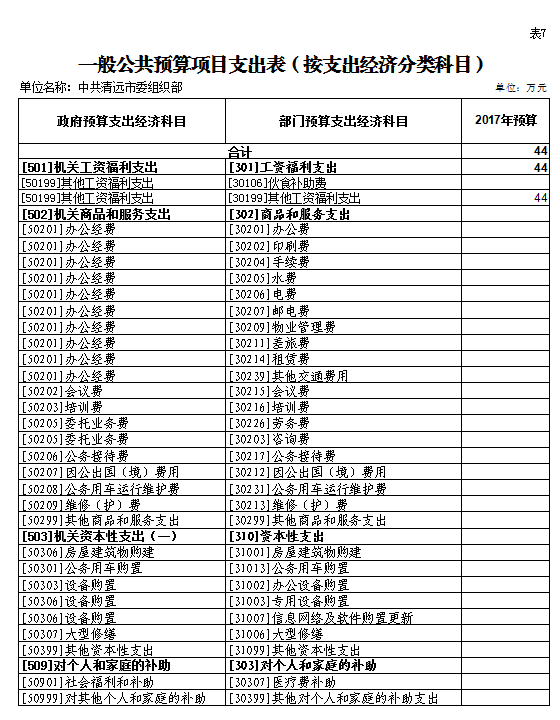 表7
一般公共预算项目支出表（按支出经济分类科目）
单位名称：中共清远市委组织部 单位：万元
政府预算支出经济科目 部门预算支出经济科目 2017年预算
合计 44
[501]机关工资福利支出 [301]工资福利支出 44
[50199]其他工资福利支出 [30106]伙食补助费
[50199]其他工资福利支出 [30199]其他工资福利支出 44
[502]机关商品和服务支出 [302]商品和服务支出
[50201]办公经费 [30201]办公费
[50201]办公经费 [30202]印刷费
[50201]办公经费 [30204]手续费
[50201]办公经费 [30205]水费
[50201]办公经费 [30206]电费
[50201]办公经费 [30207]邮电费
[50201]办公经费 [30209]物业管理费
[50201]办公经费 [30211]差旅费
[50201]办公经费 [30214]租赁费
[50201]办公经费 [30239]其他交通费用
[50202]会议费 [30215]会议费
[50203]培训费 [30216]培训费
[50205]委托业务费 [30226]劳务费
[50205]委托业务费 [30203]咨询费
[50206]公务接待费 [30217]公务接待费
[50207]因公出国（境）费用 [30212]因公出国（境）费用
[50208]公务用车运行维护费 [30231]公务用车运行维护费
[50209]维修（护）费 [30213]维修（护）费
[50299]其他商品和服务支出 [30299]其他商品和服务支出
[503]机关资本性支出（一） [310]资本性支出
[50306]房屋建筑物购建 [31001]房屋建筑物购建
[50301]公务用车购置 [31013]公务用车购置
[50303]设备购置 [31002]办公设备购置
[50306]设备购置 [31003]专用设备购置
[50306]设备购置 [31007]信息网络及软件购置更新
[50307]大型修缮 [31006]大型修缮
[50399]其他资本性支出 [31099]其他资本性支出
[509]对个人和家庭的补助 [303]对个人和家庭的补助
[50901]社会福利和补助 [30307]医疗费补助
[50999]对其他个人和家庭的补助 [30399]其他对个人和家庭的补助支出